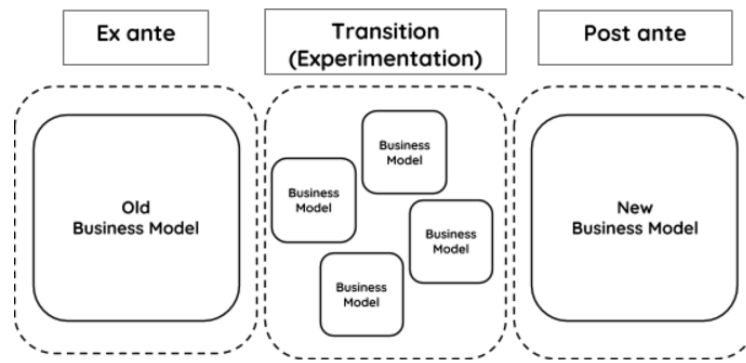 Ex ante
Transition
(Experimentation)
Post ante
Old
Business Model
Business
Model
Business
Model
Business
Model
Business
Model
New
Business Model